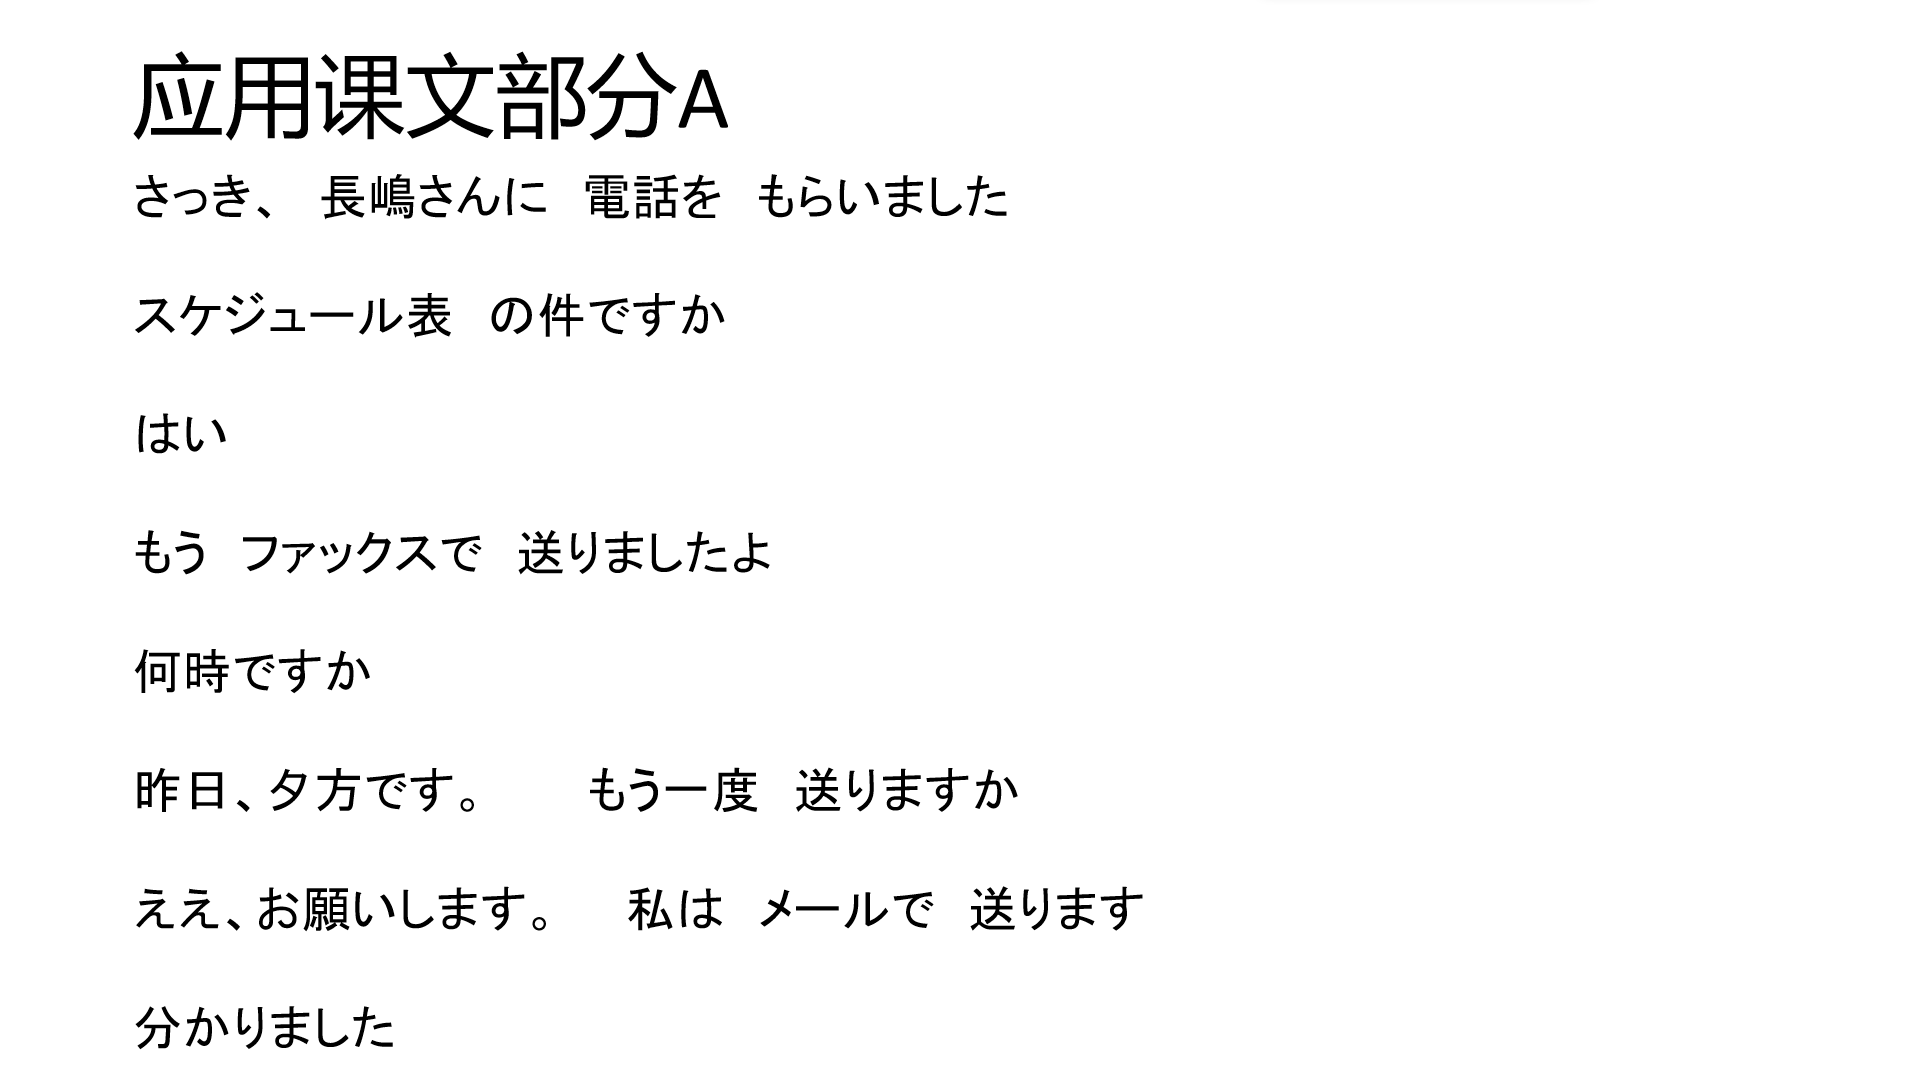 应用课文部分A
さっき、　長嶋さんに　電話を　もらいました
スケジュール表　の件ですか
はい
もう　ファックスで　送りましたよ
何時ですか
昨日、夕方です。　　もう一度　送りますか
ええ、お願いします。　私は　メールで　送ります
分かりました